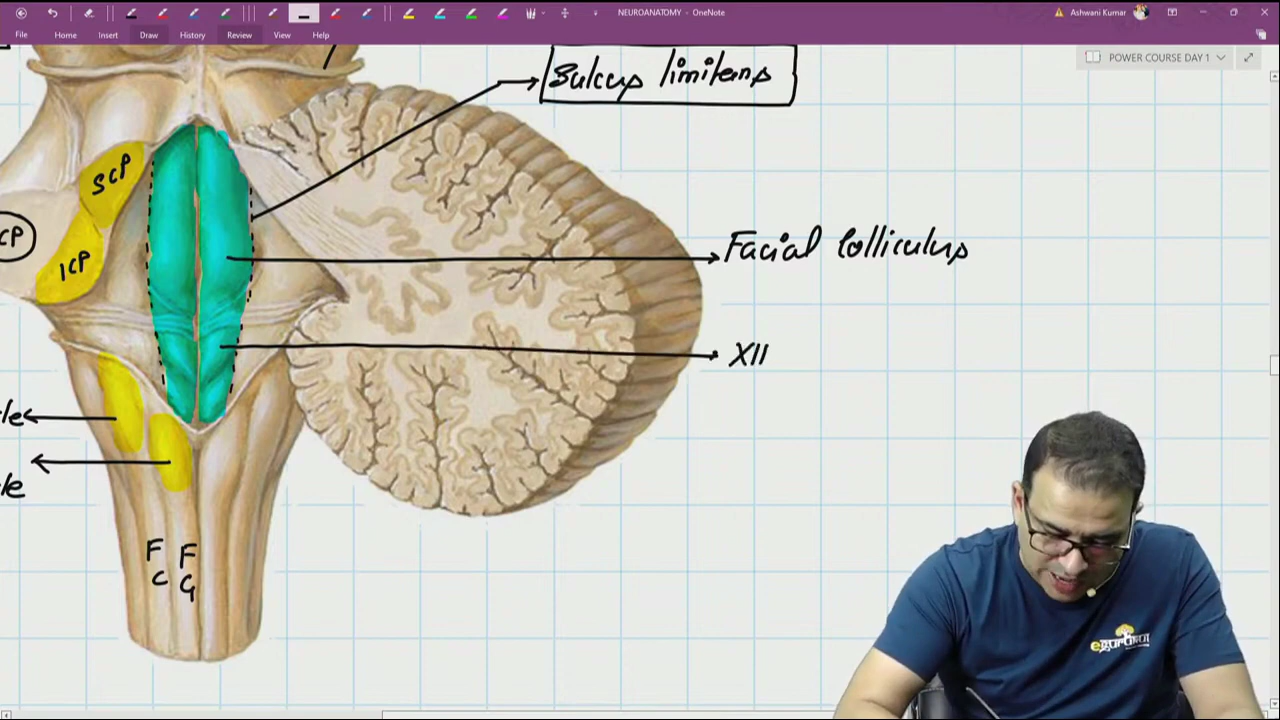 NEUROANATOMY - OneNote
Ashwani Kumar
File Home Insert Draw History Review View Help
POWER COURSE DAY 1
Sulcus limitans
SCP
CP
ICP
Facial Colliculus
XII
le
le
F F
C G
egurukul